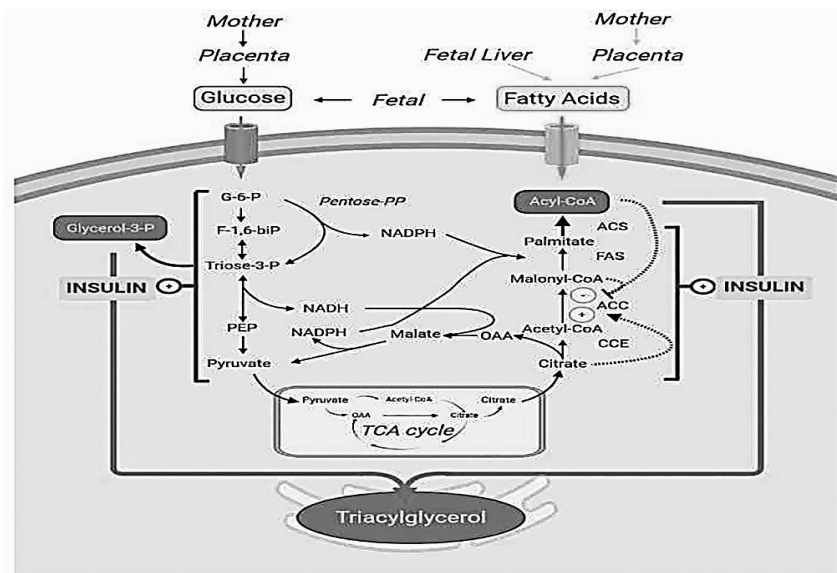 Mother
Mother
Placenta
Fetal Liver
Placenta
Glucose
Fetal
Fatty Acids
G-6-P
Pentose-PP
Acyl-CoA
ACS
Glycerol-3-P
F-1,6-biP
NADPH
Palmitate
FAS
Triose-3-P
Malonyl-CoA
INSULIN +
- ACC
+ INSULIN
NADH
+
PEP
NADPH
Malate
OAA
Acetyl-CoA
CCE
Pyruvate
Citrate
Pyruvate
Acetyl-CoA
Citrate
OAA
Citrate
TCA cycle
Triacylglycerol